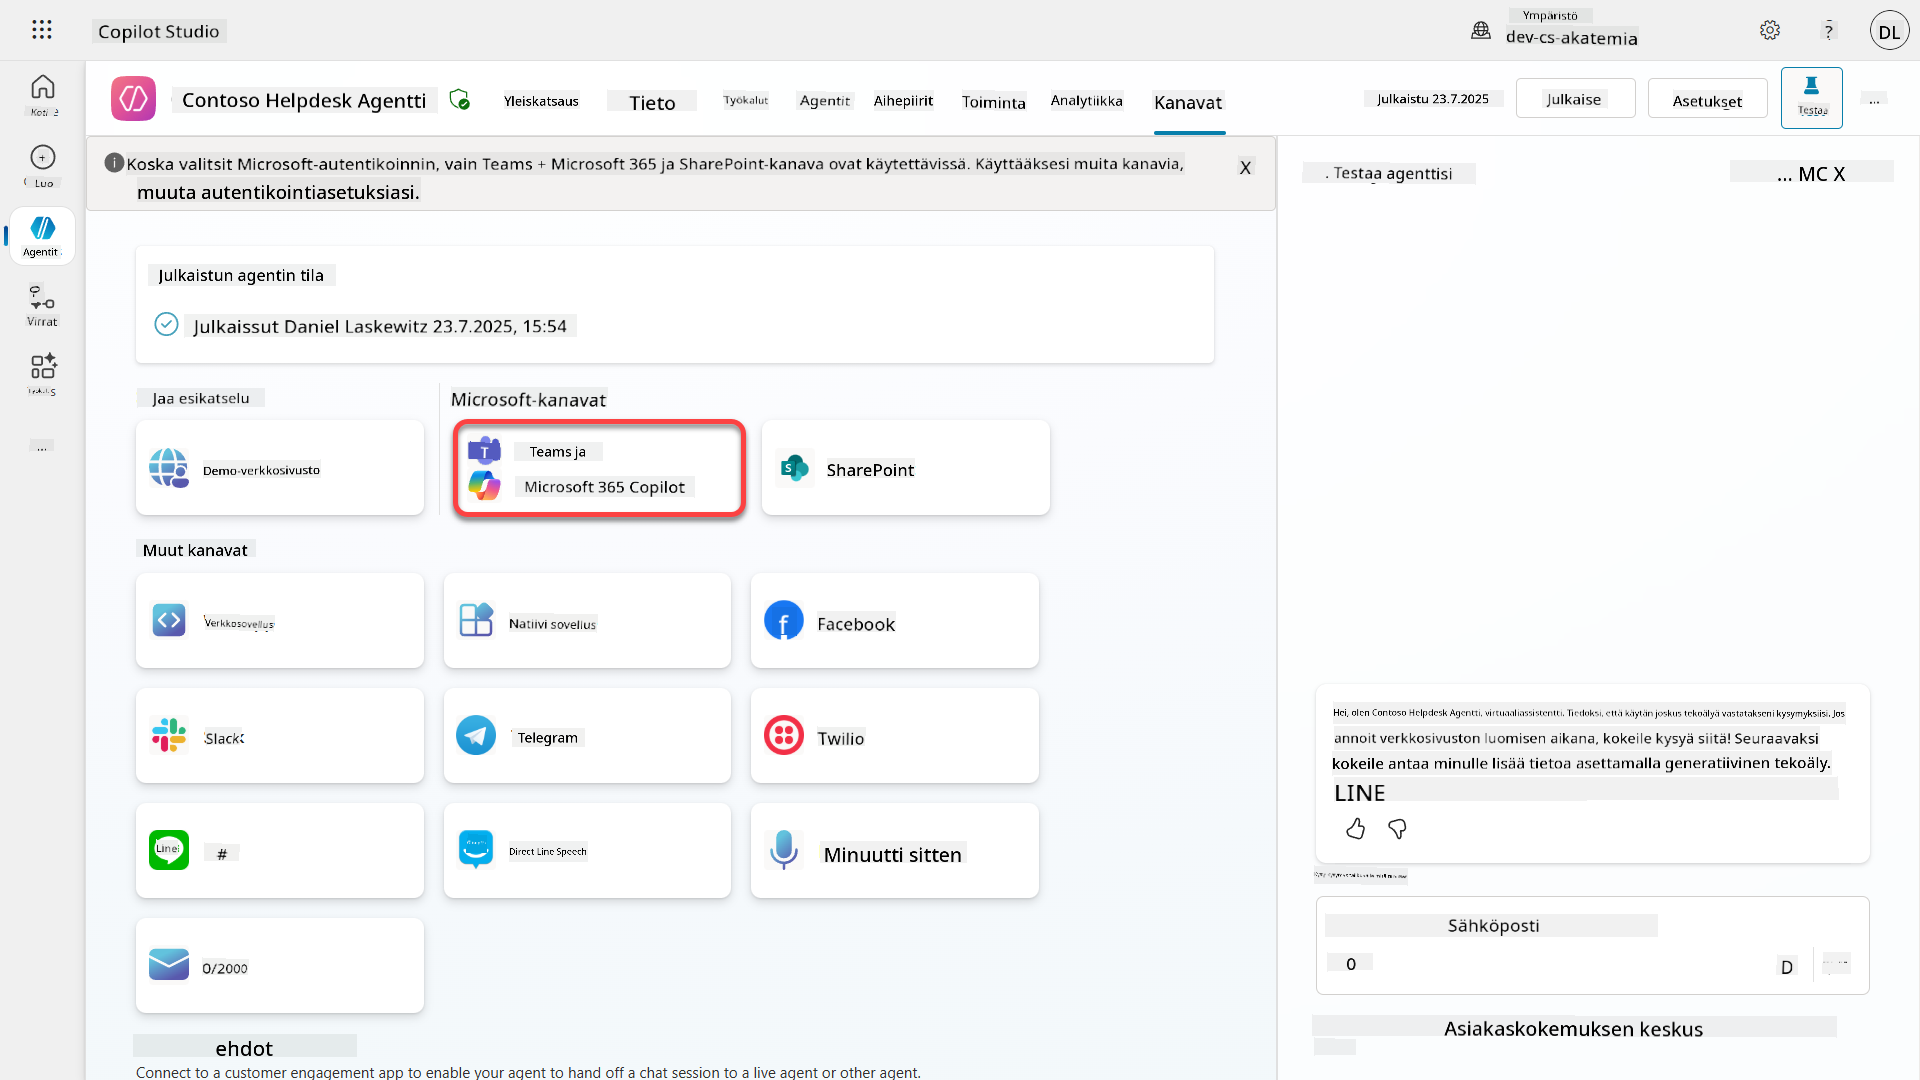 Copilot Studio
Ympäristö
dev-cs-akatemia
?
DL
Koti
Luo
Agentit
Virrat
...
Contoso Helpdesk Agentti
Yleiskatsaus
Tieto
Työkalut
Agentit
Aihepiirit
Toiminta
Analytiikka
Kanavat
Julkaistu 23.7.2025
Julkaise
Asetukset
Testaa
...
Koska valitsit Microsoft-autentikoinnin, vain Teams + Microsoft 365 ja SharePoint-kanava ovat käytettävissä. Käyttääksesi muita kanavia,
muuta autentikointiasetuksiasi.
X
. Testaa agenttisi
... MC X
Julkaistun agentin tila
Julkaissut Daniel Laskewitz 23.7.2025, 15:54
Jaa esikatselu
Microsoft-kanavat
Demo-verkkosivusto
Teams ja
Microsoft 365 Copilot
SharePoint
Muut kanavat
Verkkosovellus
Natiivi sovellus
Facebook
Slack
Telegram
Twilio
#
Direct Line Speech
Minuutti sitten
0/2000
ehdot
Connect to a customer engagement app to enable your agent to hand off a chat session to a live agent or other agent.
Hei, olen Contoso Helpdesk Agentti, virtuaaliassistentti. Tiedoksi, että käytän joskus tekoälyä vastatakseni kysymyksiisi. Jos
annoit verkkosivuston luomisen aikana, kokeile kysyä siitä! Seuraavaksi
kokeile antaa minulle lisää tietoa asettamalla generatiivinen tekoäly.
LINE
Sähköposti
0
D
Asiakaskokemuksen keskus